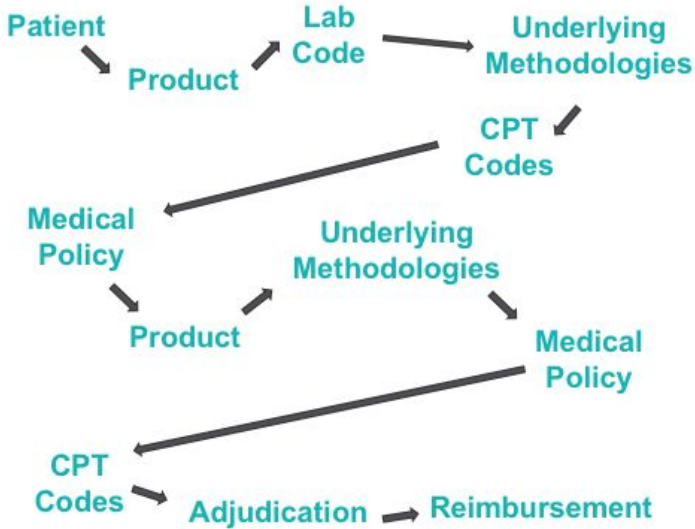 Patient
Product
Lab
Code
Underlying
Methodologies
CPT
Codes
Medical
Policy
Product
Underlying
Methodologies
Medical
Policy
CPT
Codes
Adjudication
Reimbursement